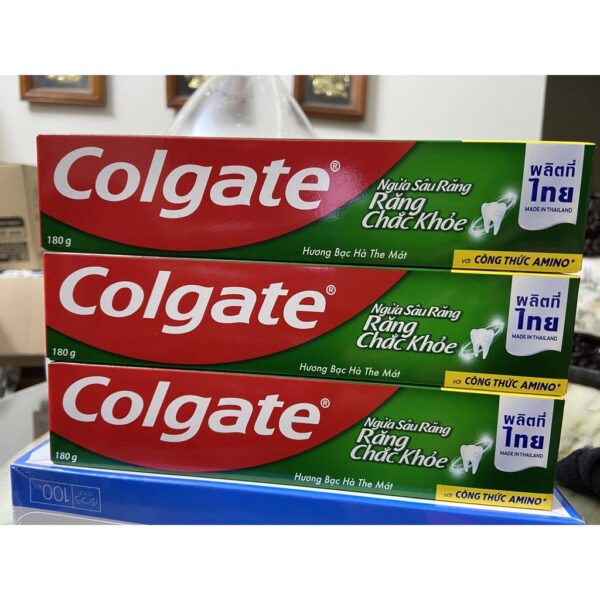 Colgate®
180 g
Ngừa Sâu Răng
Răng
Chắc Khỏe
Hương Bạc Hà The Mát
ผลิตที่
ไทย
MADE IN THAILAND
với CÔNG THỨC AMINO+
Colgate®
180 g
Ngừa Sâu Răng
Răng
Chắc Khỏe
Hương Bạc Hà The Mát
ผลิตที่
ไทย
MADE IN THAILAND
với CÔNG THỨC AMINO+
Colgate®
180 g
Ngừa Sâu Răng
Răng
Chắc Khỏe
Hương Bạc Hà The Mát
ผลิตที่
ไทย
MADE IN THAILAND
với CÔNG THỨC AMINO+
100